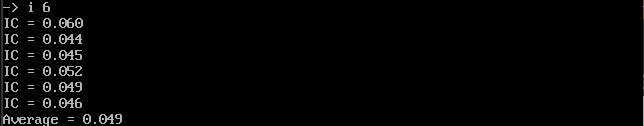 -> i 6
IC = 0.060
IC = 0.044
IC = 0.045
IC = 0.052
IC = 0.049
IC = 0.046
Average = 0.049